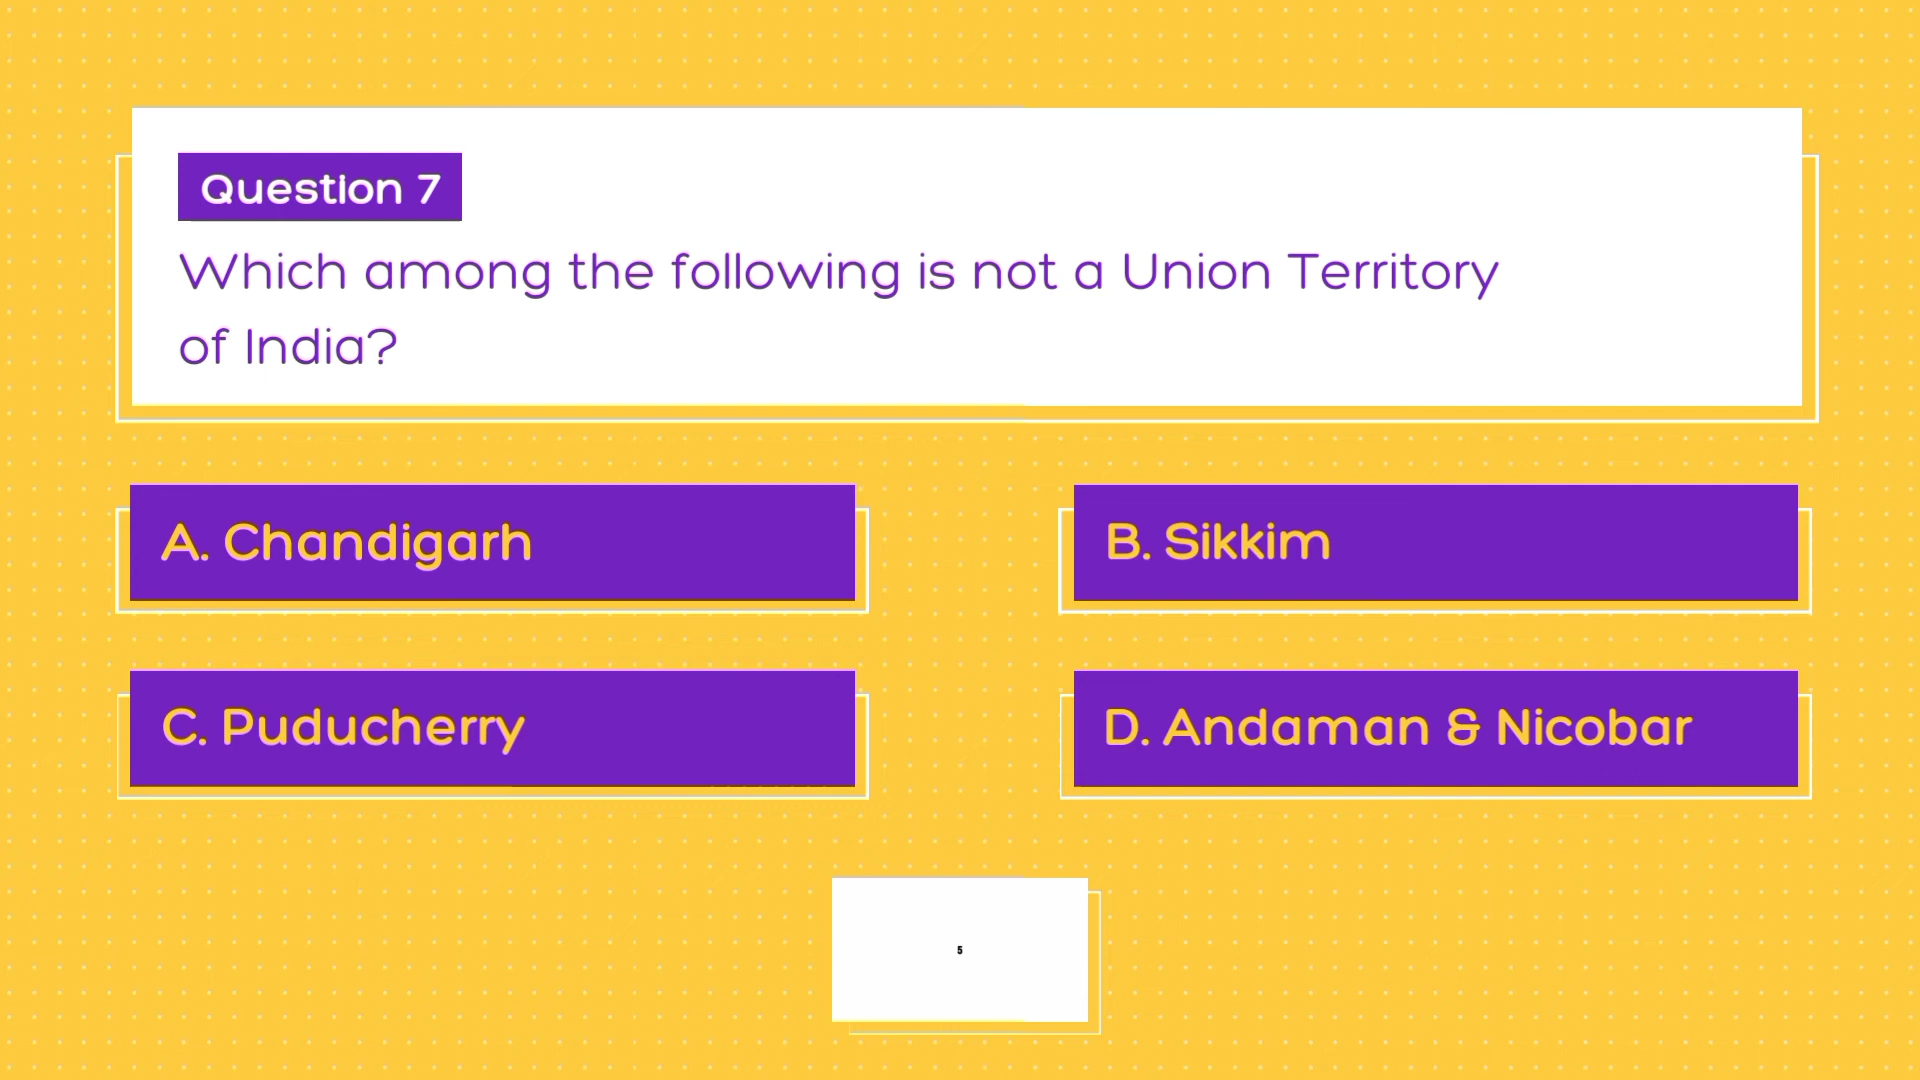 Question 7
Which among the following is not a Union Territory
of India?
A. Chandigarh
B. Sikkim
C. Puducherry
D. Andaman & Nicobar
5